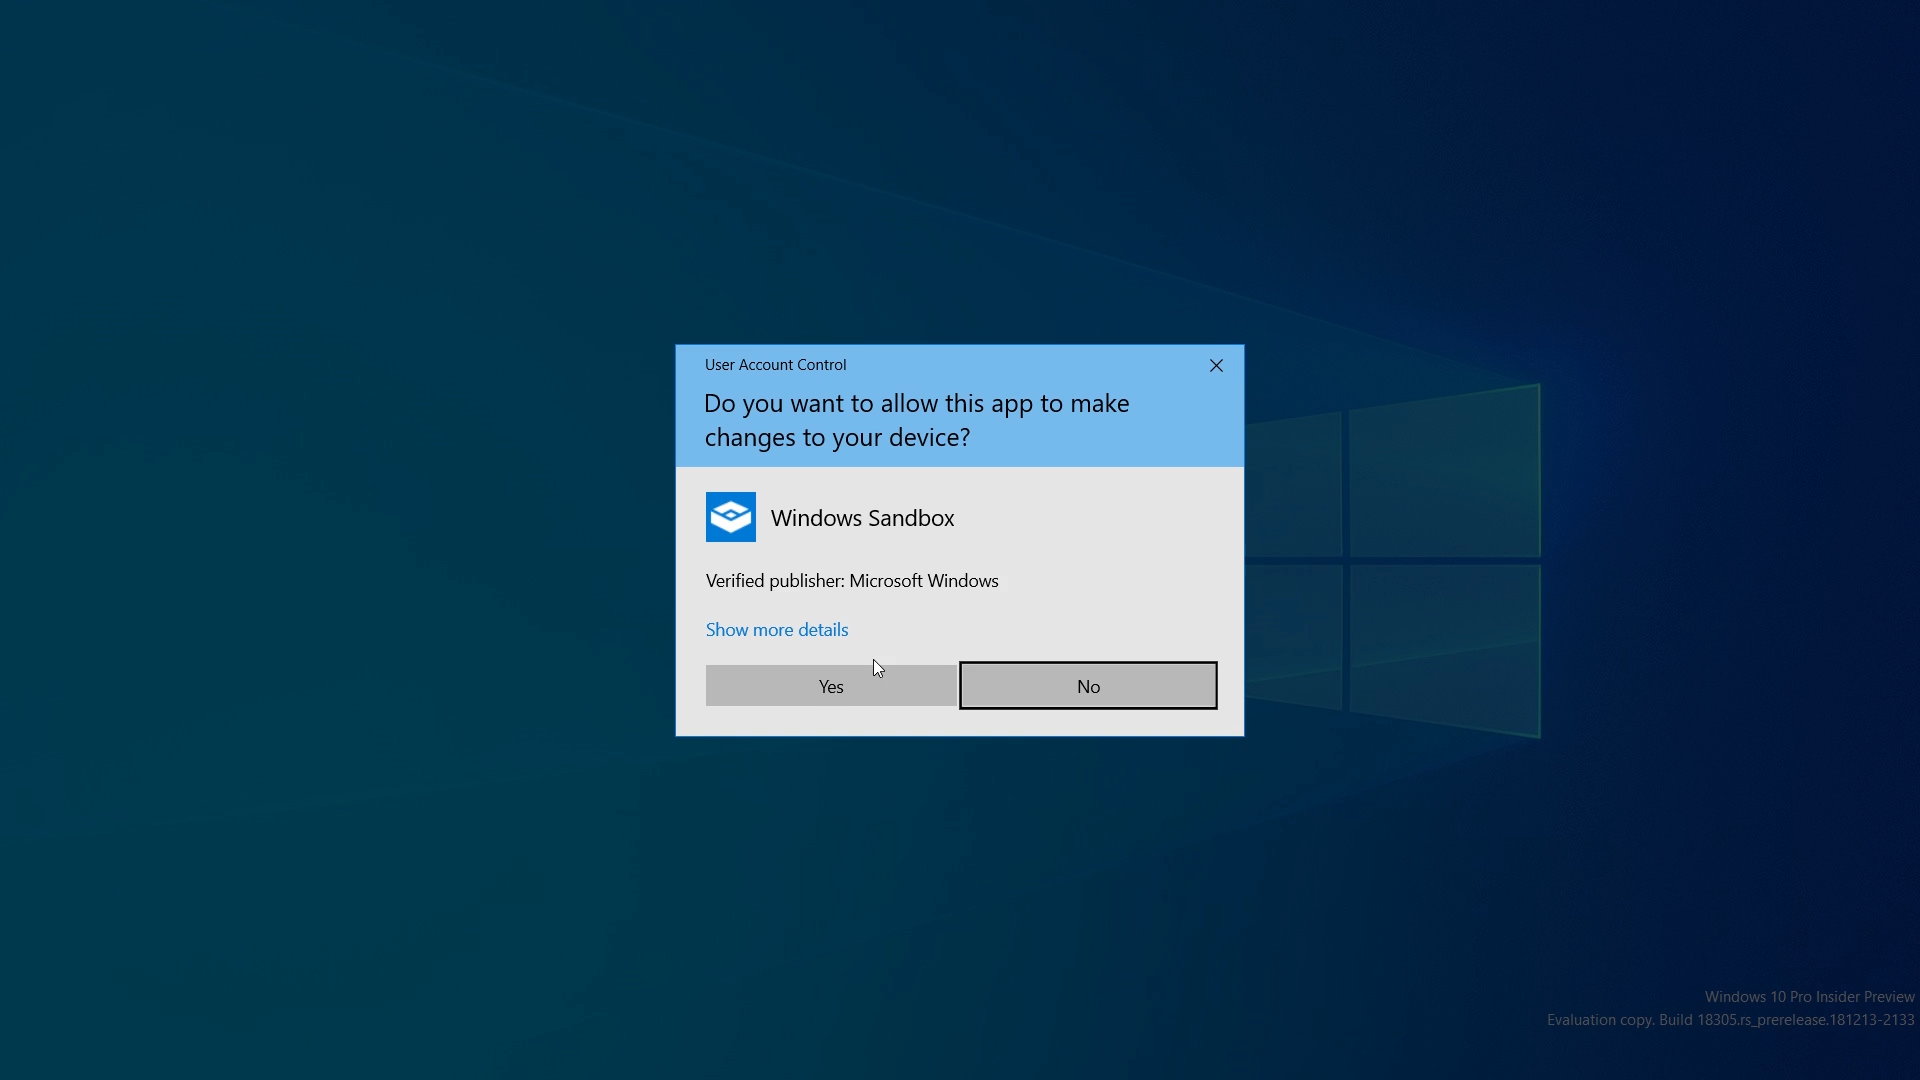 User Account Control
Do you want to allow this app to make
changes to your device?
Windows Sandbox
Verified publisher: Microsoft Windows
Show more details
Yes
No
Windows 10 Pro Insider Preview
Evaluation copy. Build 18305.rs_prerelease.181213-2133